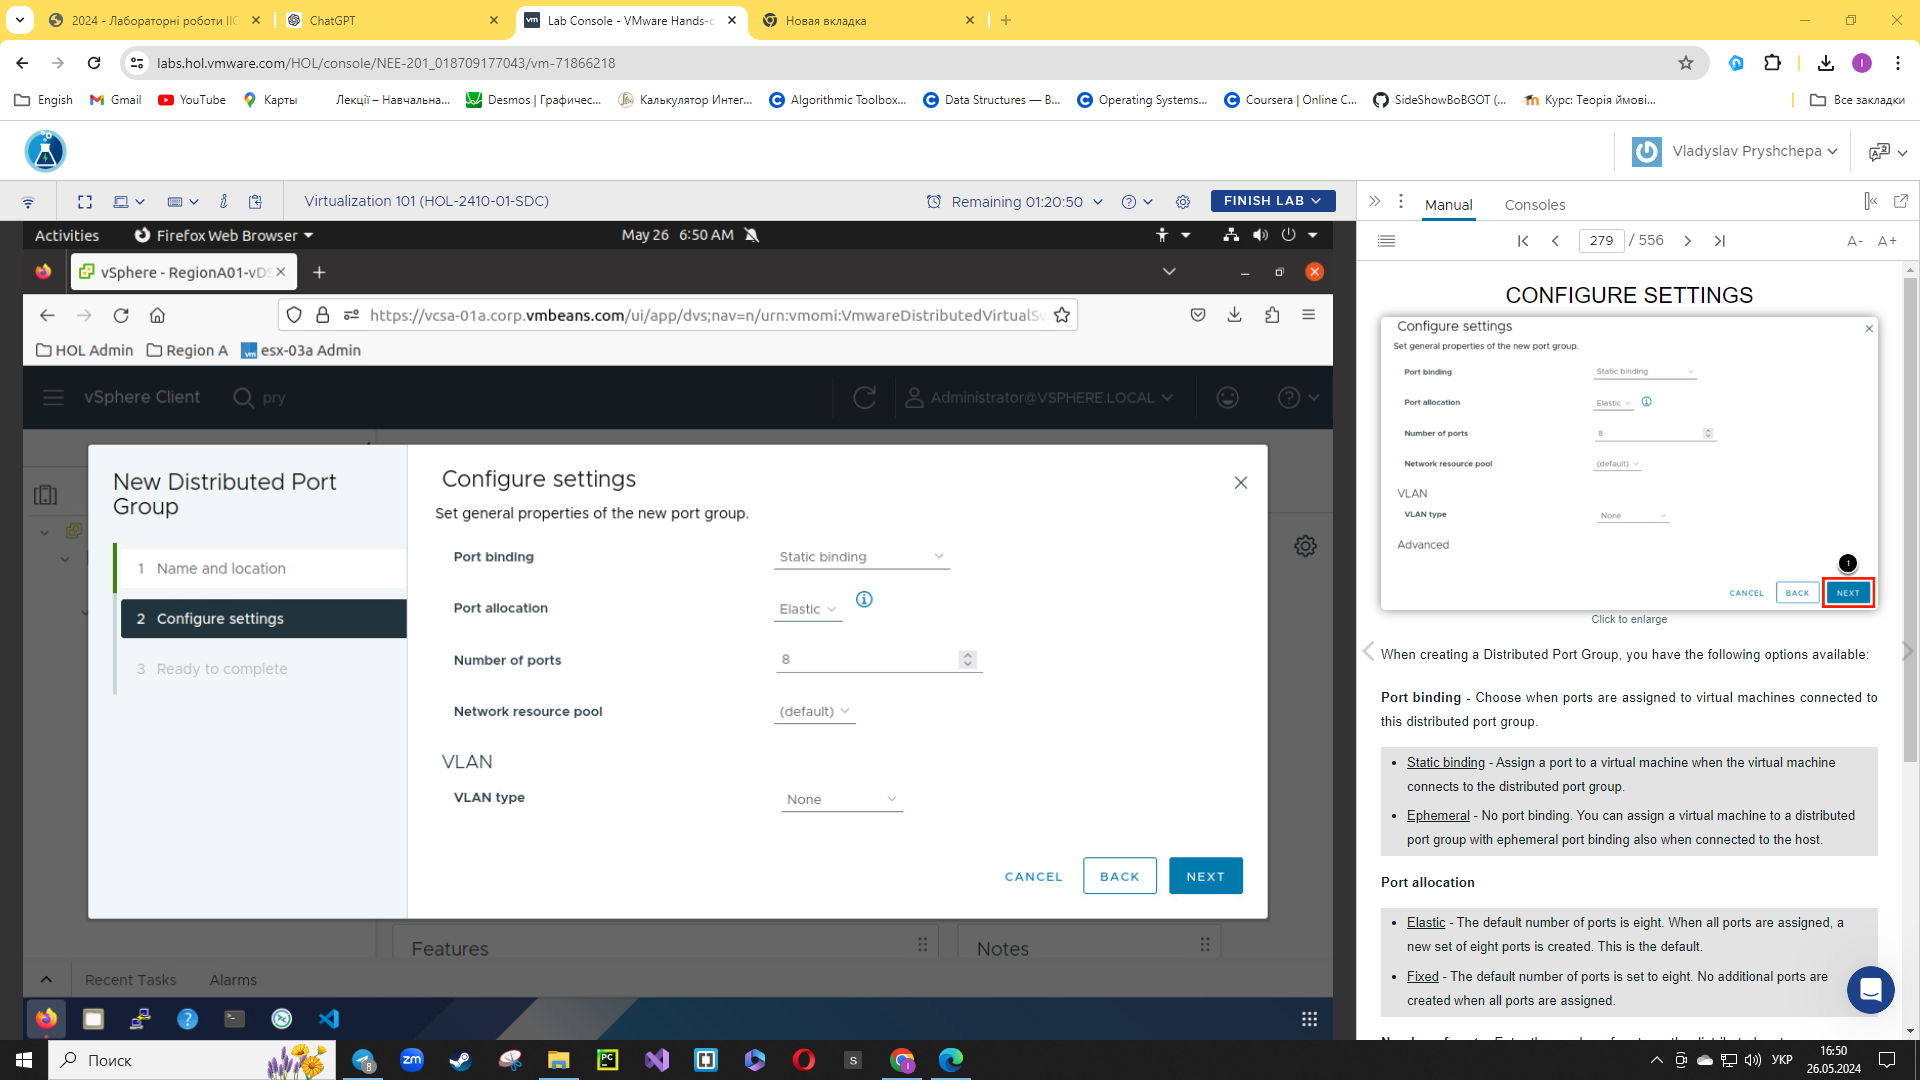 2024 - Лабораторні роботи ІІС
ChatGPT
Lab Console - VMware Hands-o
Новая вкладка
labs.hol.vmware.com/HOL/console/NEE-201_018709177043/vm-71866218
I
Engish
Gmail
YouTube
Карты
Лекції – Навчальна...
Desmos | Графичес...
Калькулятор Интег...
Algorithmic Toolbox...
Data Structures — В...
Operating Systems...
Coursera | Online C...
SideShowBoBGOT (...
Курс: Теорія ймові...
Все закладки
Vladyslav Pryshchepa
Virtualization 101 (HOL-2410-01-SDC)
Remaining 01:20:50
FINISH LAB
Manual
Consoles
279 / 556
A-
A+
Activities
Firefox Web Browser
May 26 6:50 AM
vSphere - RegionA01-vDS
https://vcsa-01a.corp.vmbeans.com/ui/app/dvs;nav=n/urn:vmomi:VmwareDistributedVirtualSw
HOL Admin
Region A
esx-03a Admin
vSphere Client
pry
Administrator@VSPHERE.LOCAL
New Distributed Port
Group
1 Name and location
2 Configure settings
3 Ready to complete
Configure settings
Set general properties of the new port group.
Port binding
Static binding
Port allocation
Elastic
Number of ports
8
Network resource pool
(default)
VLAN
VLAN type
None
CANCEL
BACK
NEXT
Features
Notes
Recent Tasks
Alarms
CONFIGURE SETTINGS
Configure settings
Set general properties of the new port group.
Port binding
Static binding
Port allocation
Elastic
Number of ports
8
Network resource pool
(default)
VLAN
VLAN type
None
Advanced
1
CANCEL
BACK
NEXT
Click to enlarge
When creating a Distributed Port Group, you have the following options available:
Port binding - Choose when ports are assigned to virtual machines connected to
this distributed port group.
• Static binding - Assign a port to a virtual machine when the virtual machine
connects to the distributed port group.
• Ephemeral - No port binding. You can assign a virtual machine to a distributed
port group with ephemeral port binding also when connected to the host.
Port allocation
• Elastic - The default number of ports is eight. When all ports are assigned, a
new set of eight ports is created. This is the default.
• Fixed - The default number of ports is set to eight. No additional ports are
created when all ports are assigned.
Поиск
8
zm
PC
S
УКР
16:50
26.05.2024